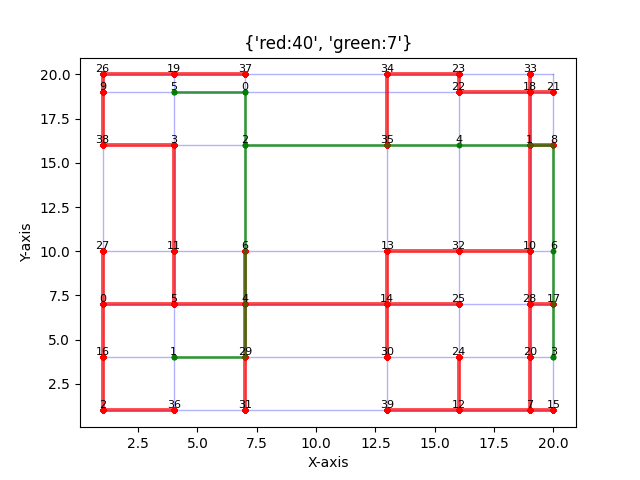 {'red:40', 'green:7'}
20.0 26 19 37 34 23 33
9 5 0 22 18 21
17.5
38 3 2 35 4 1 8
15.0
12.5
10.0 27 11 6 13 32 10 6
7.5 0 5 4 14 25 28 17
5.0
16 1 29 30 24 20 3
2.5
2 36 31 39 12 7 15
2.5 5.0 7.5 10.0 12.5 15.0 17.5 20.0
X-axis
Y-axis